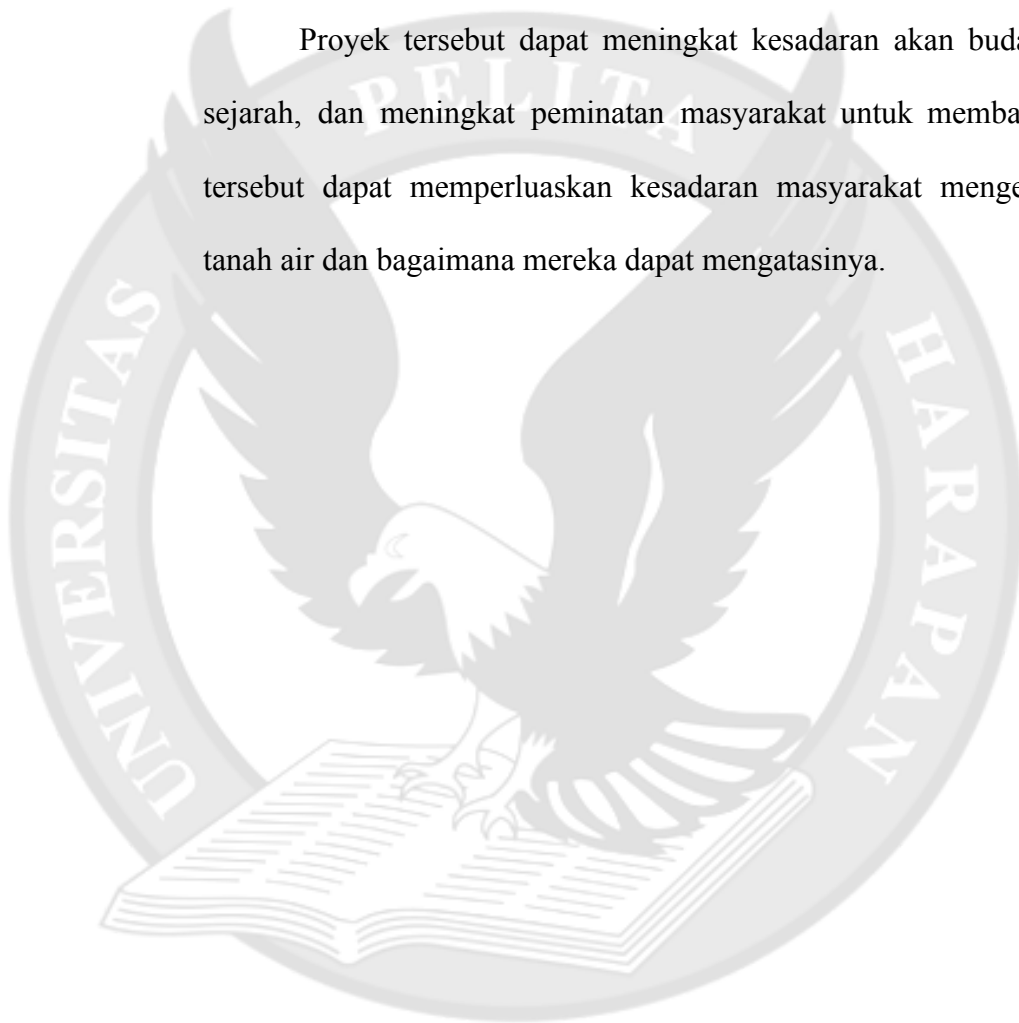 Proyek tersebut dapat meningkat kesadaran akan buda
sejarah, dan meningkat peminatan masyarakat untuk memba
tersebut dapat memperluaskan kesadaran masyarakat menge
tanah air dan bagaimana mereka dapat mengatasinya.
UNIVERSITAS PELITA HARAPAN